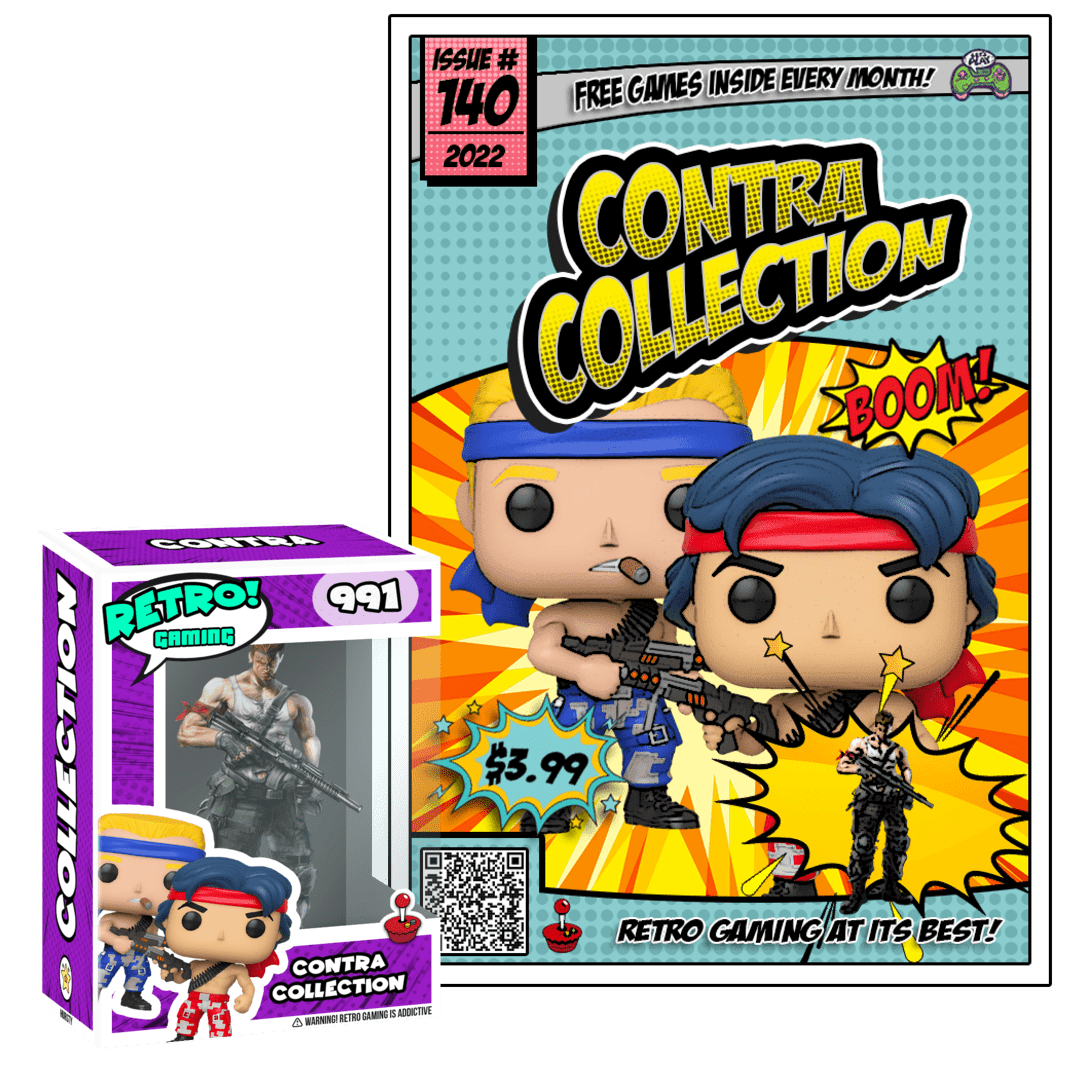 ISSUE #
140
2022
FREE GAMES INSIDE EVERY MONTH!
CONTRA
COLLECTION
BOOM!
$3.99
RETRO GAMING AT ITS BEST!
CONTRA
RETRO!
GAMING
991
COLLECTION
CONTRA
COLLECTION
WARNING! RETRO GAMING IS ADDICTIVE